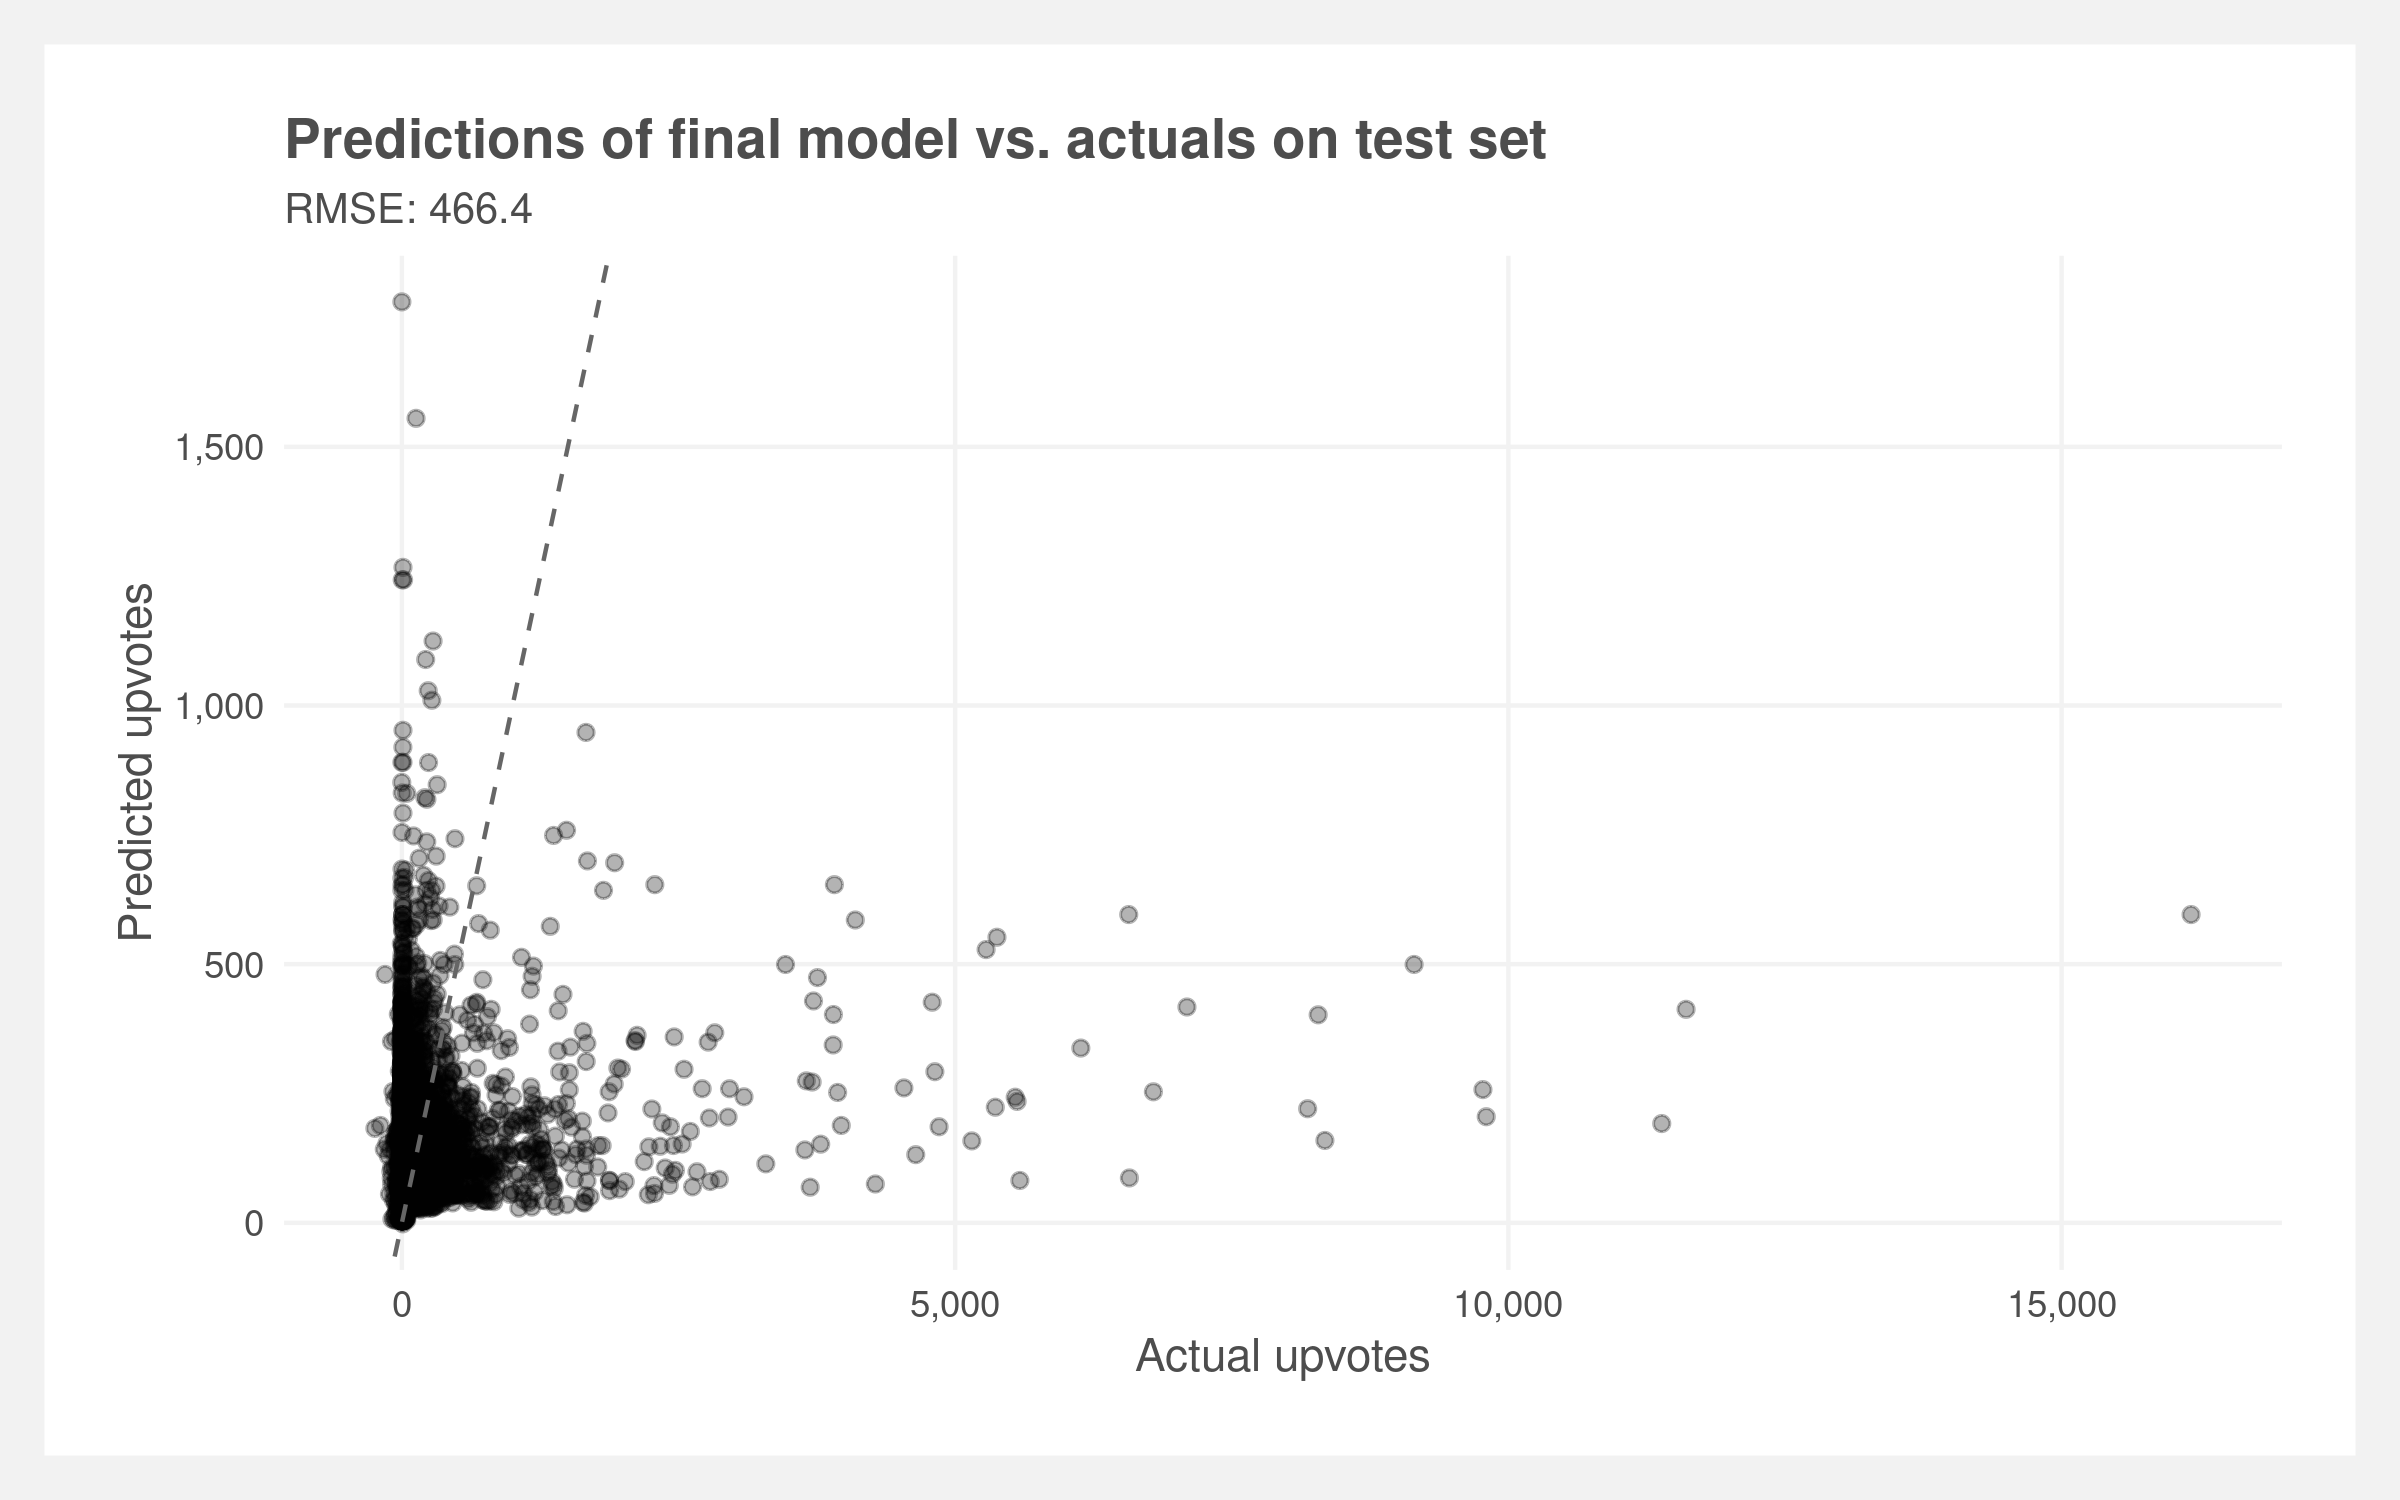 Predictions of final model vs. actuals on test set
RMSE: 466.4
Predicted upvotes
1,500
1,000
500
0
0 5,000 10,000 15,000
Actual upvotes